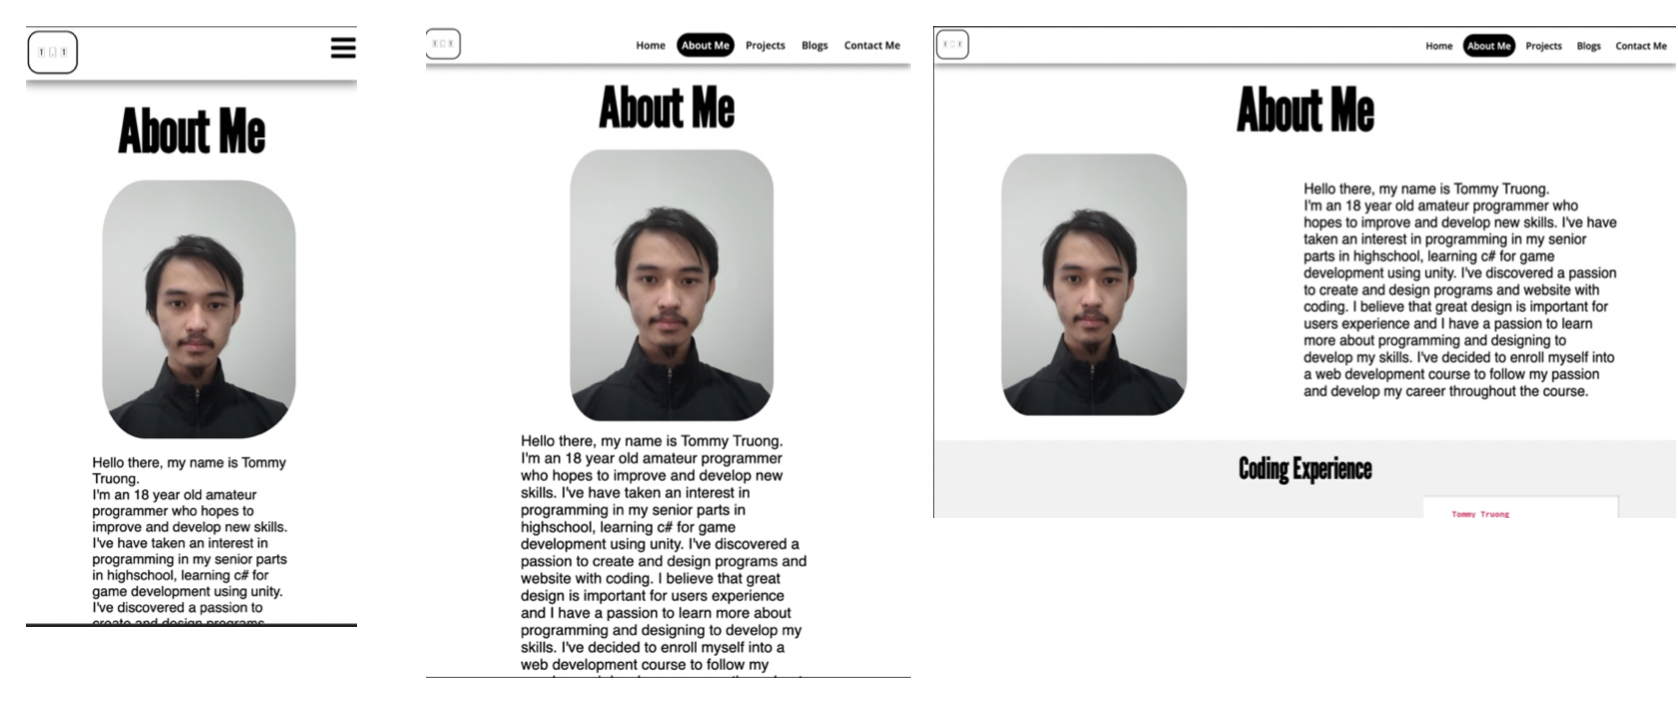 About Me
Hello there, my name is Tommy
Truong.
I'm an 18 year old amateur
programmer who hopes to
improve and develop new skills.
I've have taken an interest in
programming in my senior parts
in highschool, learning c# for
game development using unity.
I've discovered a passion to
create and design programs
Home
About Me
Projects
Blogs
Contact Me
About Me
Hello there, my name is Tommy Truong.
I'm an 18 year old amateur programmer
who hopes to improve and develop new
skills. I've have taken an interest in
programming in my senior parts in
highschool, learning c# for game
development using unity. I've discovered a
passion to create and design programs and
website with coding. I believe that great
design is important for users experience
and I have a passion to learn more about
programming and designing to develop my
skills. I've decided to enroll myself into a
web development course to follow my
Home
About Me
Projects
Blogs
Contact Me
About Me
Hello there, my name is Tommy Truong.
I'm an 18 year old amateur programmer who
hopes to improve and develop new skills. I've have
taken an interest in programming in my senior
parts in highschool, learning c# for game
development using unity. I've discovered a passion
to create and design programs and website with
coding. I believe that great design is important for
users experience and I have a passion to learn
more about programming and designing to
develop my skills. I've decided to enroll myself into
a web development course to follow my passion
and develop my career throughout the course.
Coding Experience
Tommy Truong